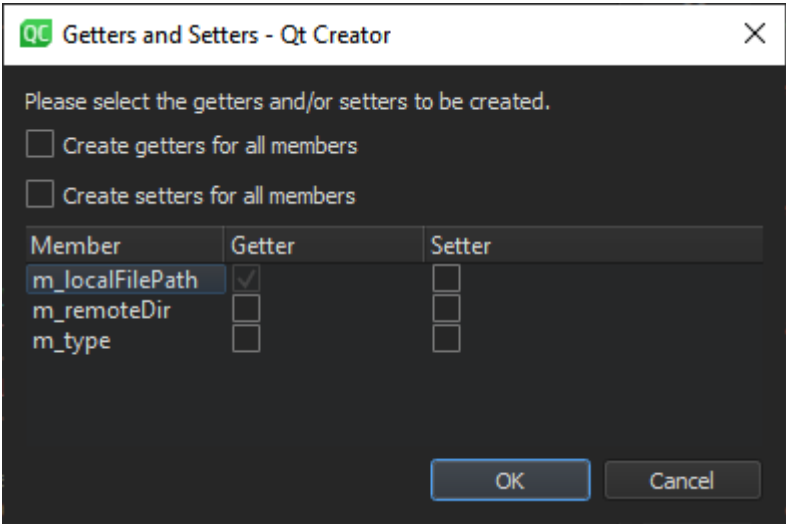 QC Getters and Setters - Qt Creator
Please select the getters and/or setters to be created.
Create getters for all members
Create setters for all members
Member Getter Setter
m_localFilePath
m_remoteDir
m_type
OK Cancel